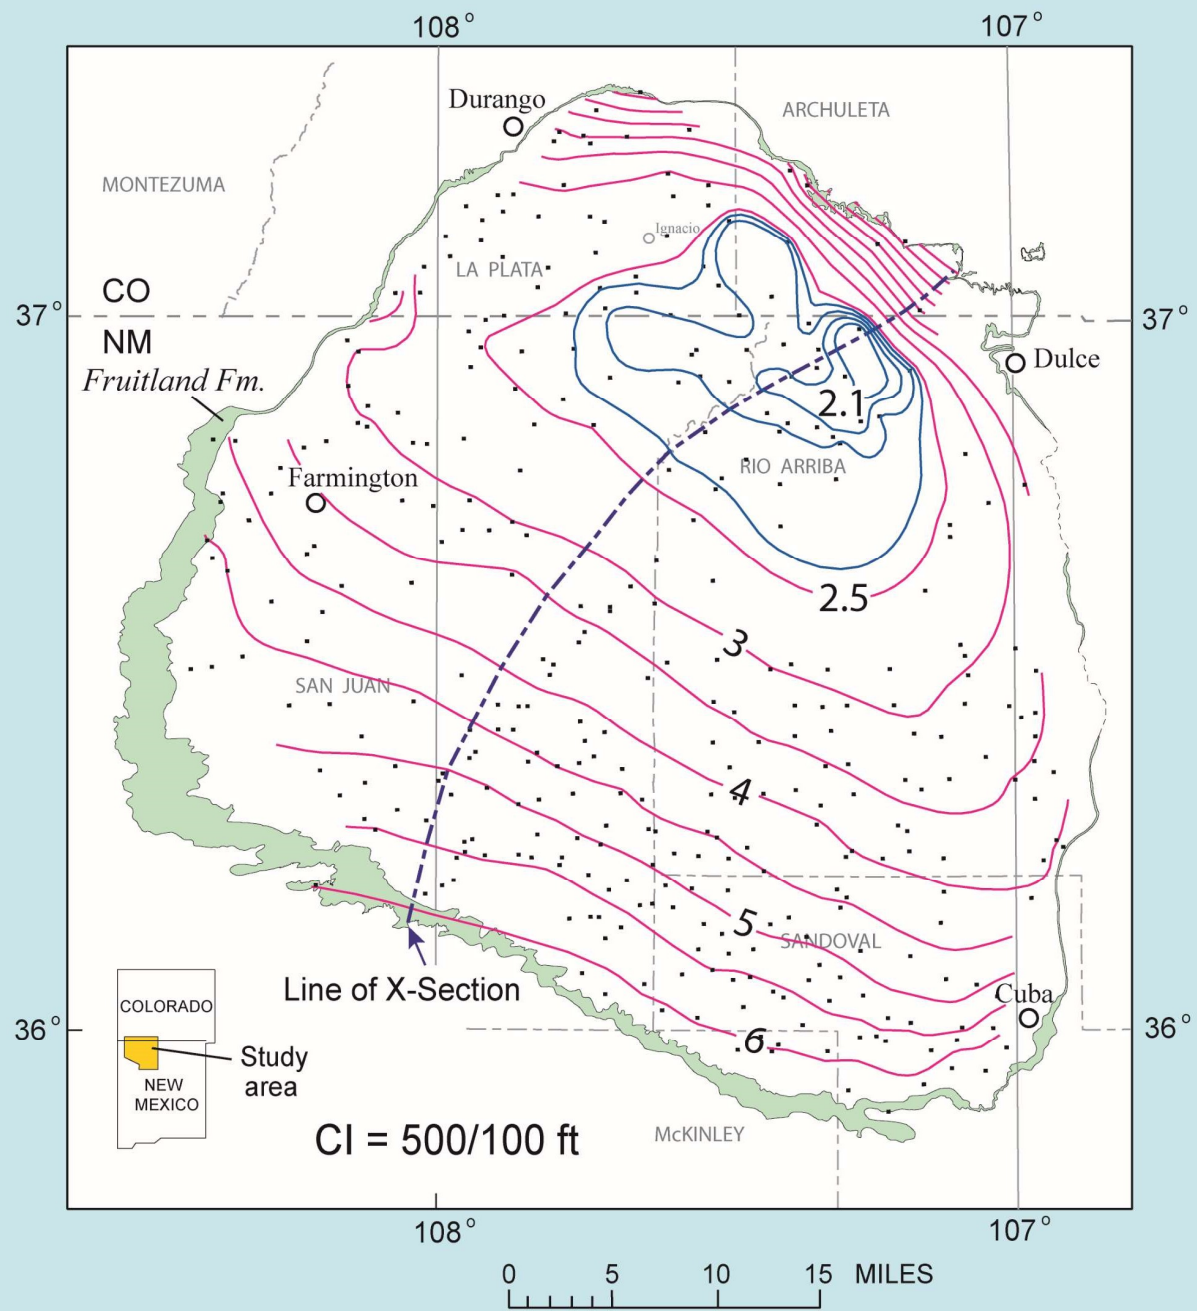 108°
107°
Durango
ARCHULETA
MONTEZUMA
Ignacio
LA PLATA
CO
37°
37°
NM
Dulce
Fruitland Fm.
2.1
RIO ARRIBA
Farmington
2.5
3
SAN JUAN
4
5
SANDOVAL
Line of X-Section
Cuba
COLORADO
36°
36°
6
Study
area
NEW
MEXICO
CI = 500/100 ft
McKINLEY
108°
107°
0 5 10 15 MILES